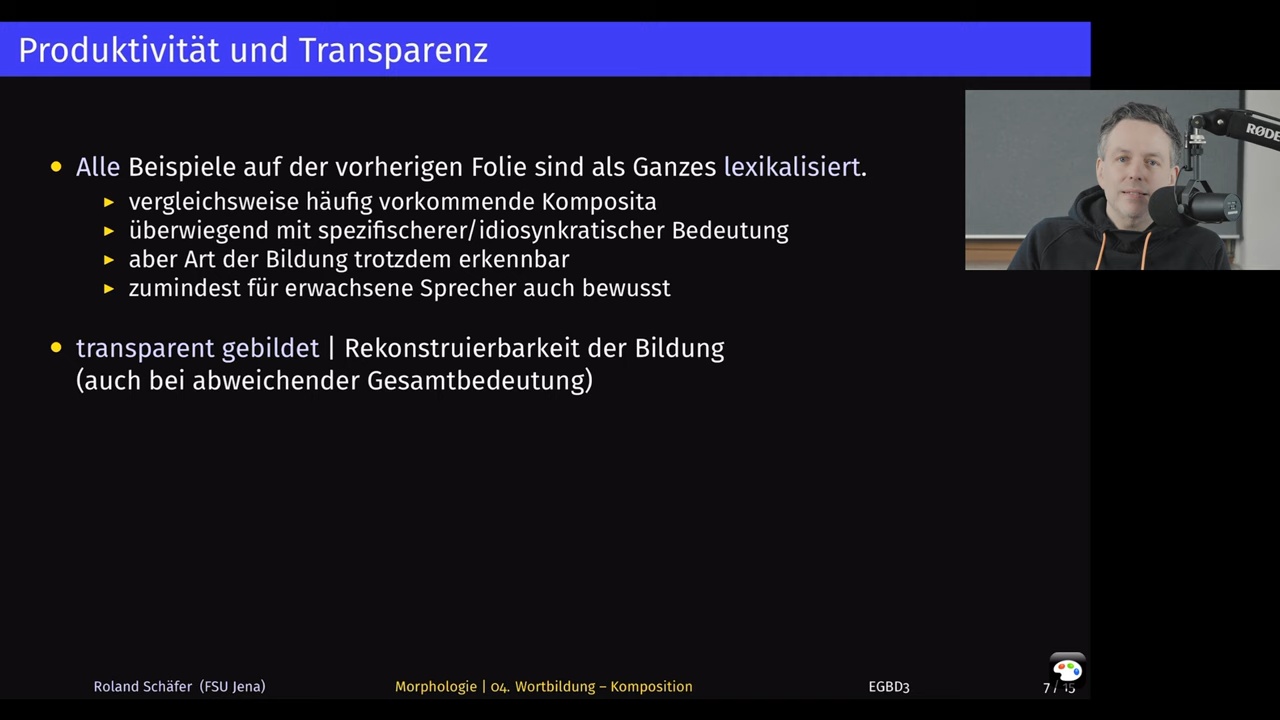 Produktivität und Transparenz
• Alle Beispiele auf der vorherigen Folie sind als Ganzes lexikalisiert.
▶ vergleichsweise häufig vorkommende Komposita
▶ überwiegend mit spezifischerer/idiosynkratischer Bedeutung
▶ aber Art der Bildung trotzdem erkennbar
▶ zumindest für erwachsene Sprecher auch bewusst
• transparent gebildet | Rekonstruierbarkeit der Bildung
(auch bei abweichender Gesamtbedeutung)
RØDE
Roland Schäfer (FSU Jena) Morphologie | 04. Wortbildung – Komposition EGBD3 7 / 15